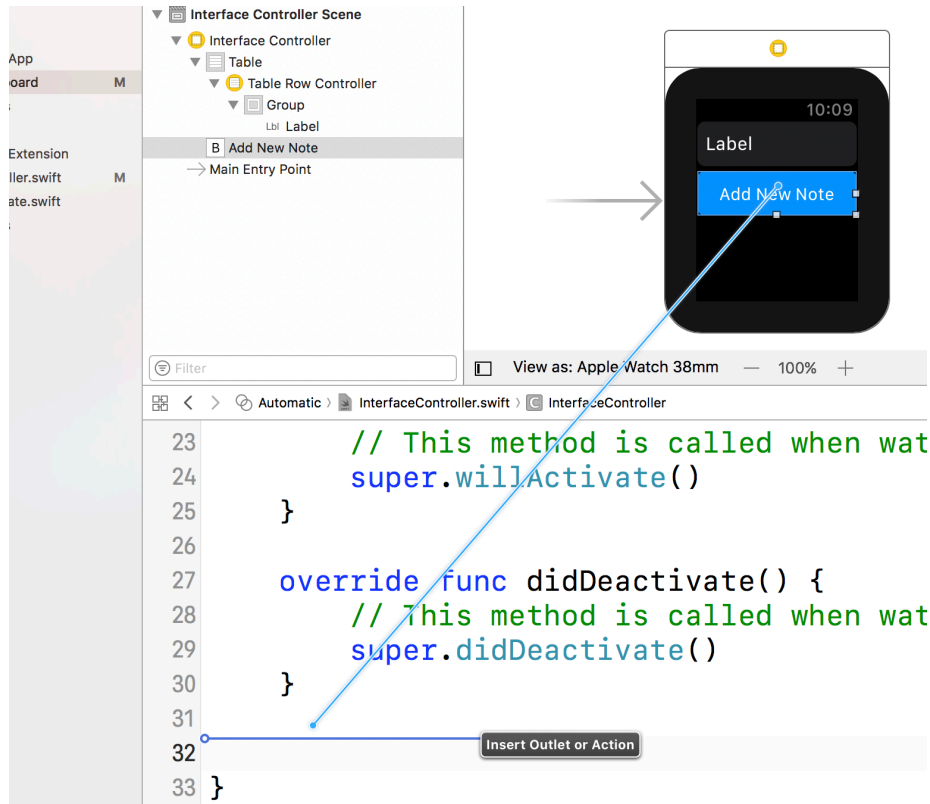 Interface Controller Scene
Interface Controller
Table
Table Row Controller
Group
Lbl Label
B Add New Note
Main Entry Point
App
oard M
Extension
ller.swift M
ate.swift
10:09
Label
Add New Note
Filter
View as: Apple Watch 38mm — 100% +
Automatic 〉 InterfaceController.swift 〉 C InterfaceController
23 // This method is called when wat
24 super.willActivate()
25 }
26
27 override func didDeactivate() {
28 // This method is called when wat
29 super.didDeactivate()
30 }
31
Insert Outlet or Action
32
33 }